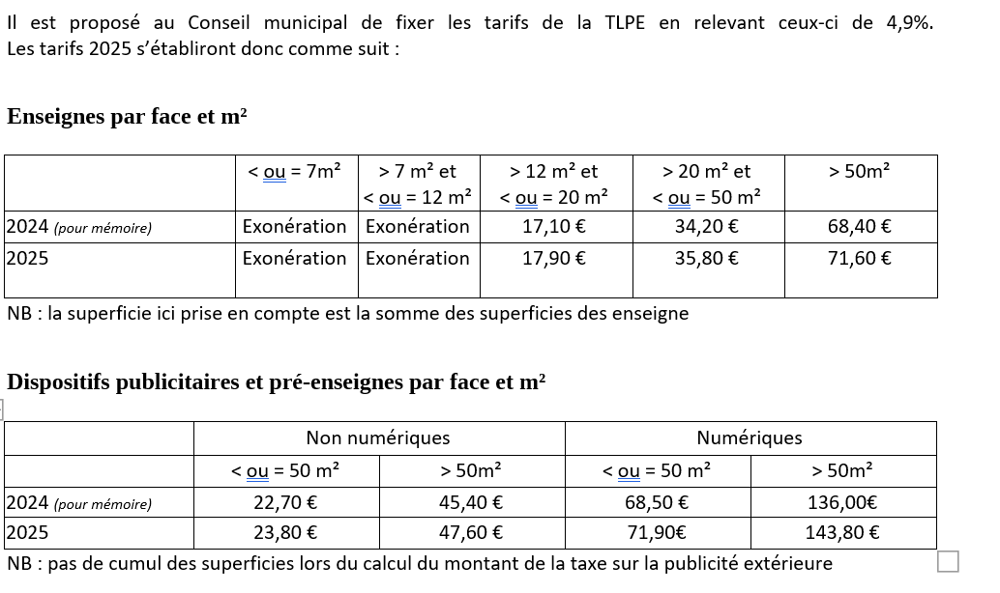 Il est proposé au Conseil municipal de fixer les tarifs de la TLPE en relevant ceux-ci de 4,9%.
Les tarifs 2025 s’établiront donc comme suit :
Enseignes par face et m²
< ou = 7m² > 7 m² et > 12 m² et > 20 m² et > 50m²
< ou = 12 m² < ou = 20 m² < ou = 50 m²
2024 (pour mémoire) Exonération Exonération 17,10 € 34,20 € 68,40 €
2025 Exonération Exonération 17,90 € 35,80 € 71,60 €
NB : la superficie ici prise en compte est la somme des superficies des enseigne
Dispositifs publicitaires et pré-enseignes par face et m²
Non numériques Numériques
< ou = 50 m² > 50m² < ou = 50 m² > 50m²
2024 (pour mémoire) 22,70 € 45,40 € 68,50 € 136,00€
2025 23,80 € 47,60 € 71,90€ 143,80 €
NB : pas de cumul des superficies lors du calcul du montant de la taxe sur la publicité extérieure